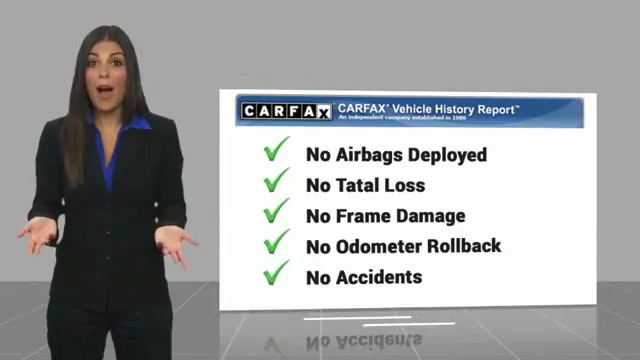 CARFAX CARFAX® Vehicle History Report™
An independent company established in 1986
No Airbags Deployed
No Tatal Loss
No Frame Damage
No Odometer Rollback
No Accidents